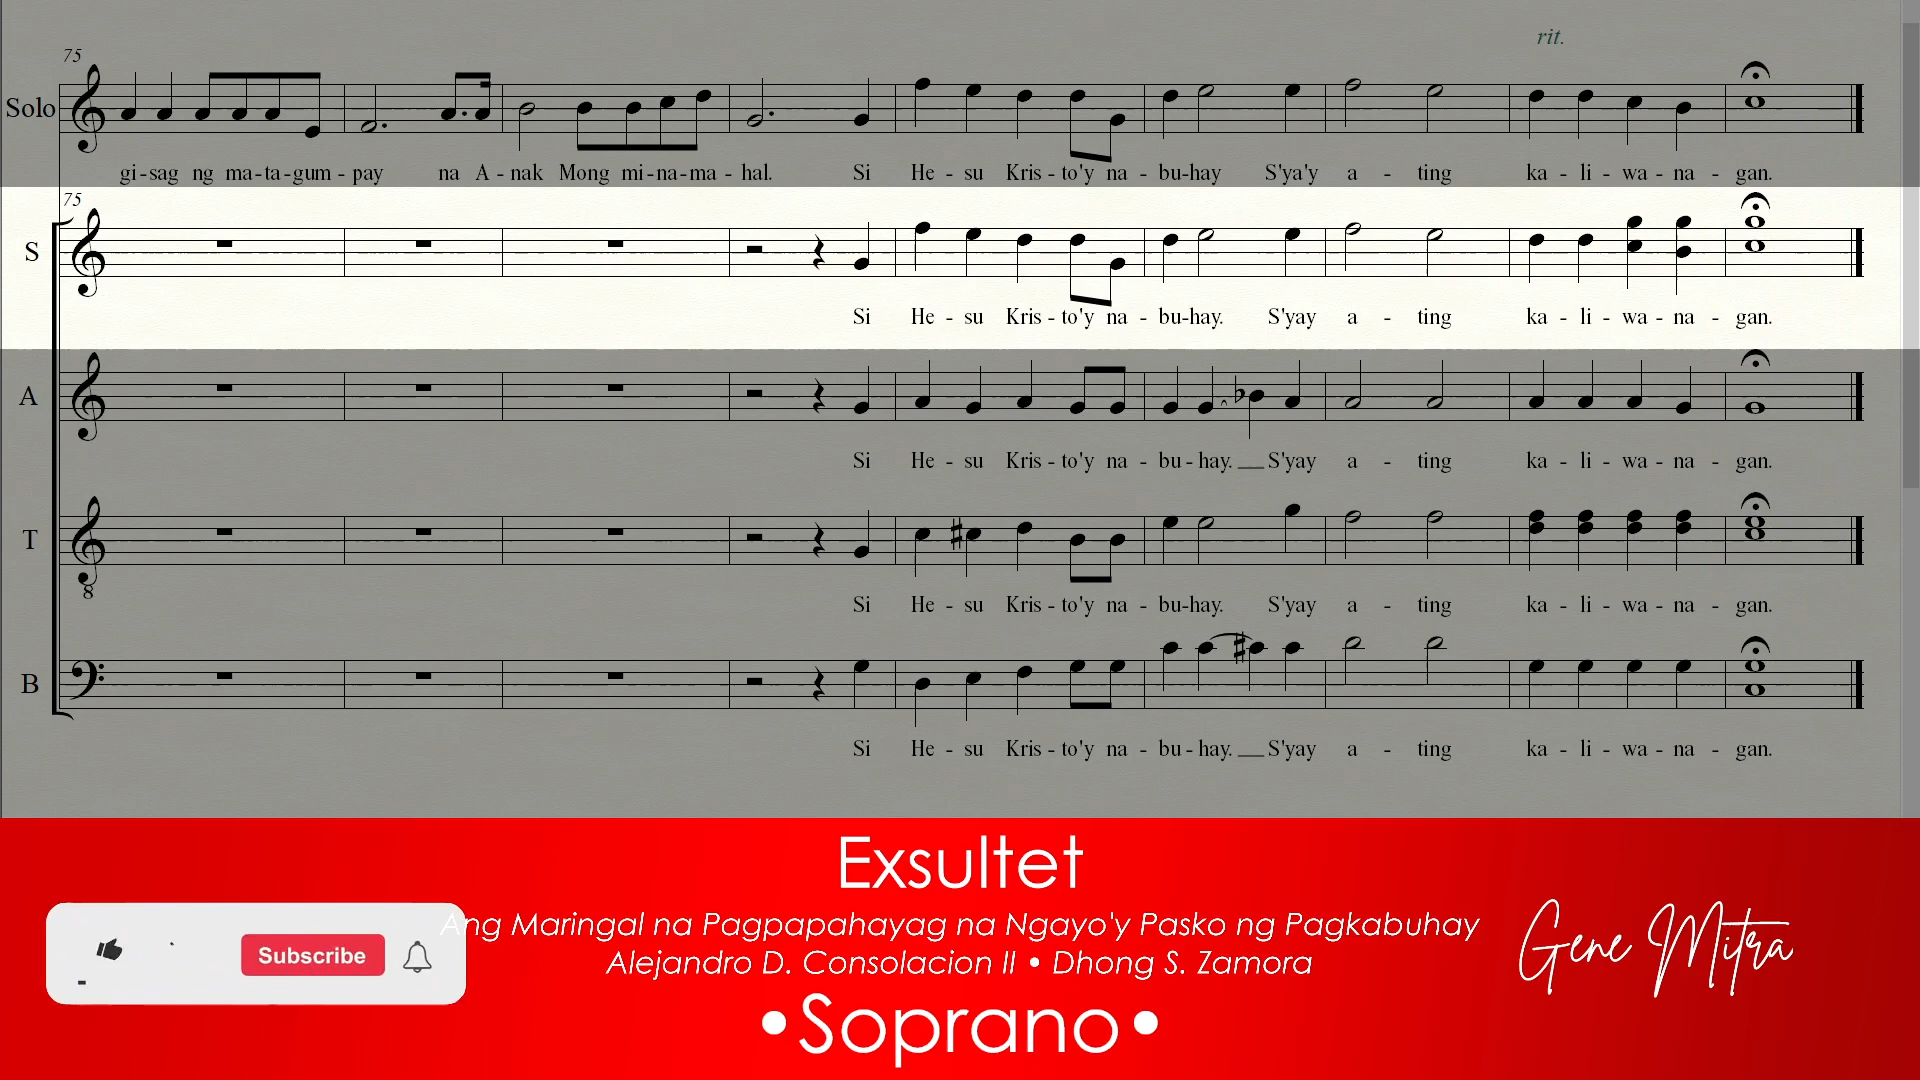 rit.
75
Solo
gi - sag ng ma - ta - gum - pay na A - nak Mong mi - na - ma - hal. Si He - su Kris - to'y na - bu - hay S'ya'y a - ting ka - li - wa - na - gan.
75
S
Si He - su Kris - to'y na - bu - hay. S'yay a - ting ka - li - wa - na - gan.
A
Si He - su Kris - to'y na - bu - hay. __ S'yay a - ting ka - li - wa - na - gan.
T
8
Si He - su Kris - to'y na - bu - hay. S'yay a - ting ka - li - wa - na - gan.
B
Si He - su Kris - to'y na - bu - hay. __ S'yay a - ting ka - li - wa - na - gan.
Exsultet
Ang Maringal na Pagpapahayag na Ngayo'y Pasko ng Pagkabuhay
Alejandro D. Consolacion II • Dhong S. Zamora
•Soprano•
Subscribe
Gene Mitra